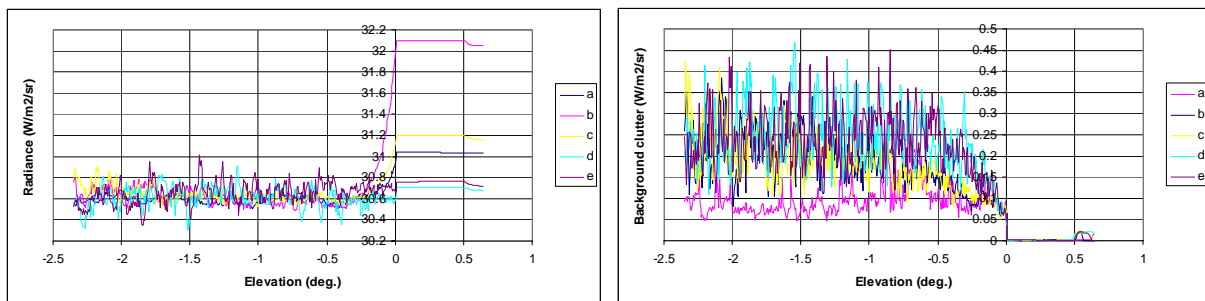 32.2
32
31.8
31.6
31.4
31.2
31
30.8
30.6
30.4
30.2
-2.5 -2 -1.5 -1 -0.5 0 0.5 1
Elevation (deg.)
Radiance (W/m2/sr)
a
b
c
d
e
0.5
0.45
0.4
0.35
0.3
0.25
0.2
0.15
0.1
0.05
0
-2.5 -2 -1.5 -1 -0.5 0 0.5 1
Elevation (deg.)
Background clutter (W/m2/sr)
a
b
c
d
e